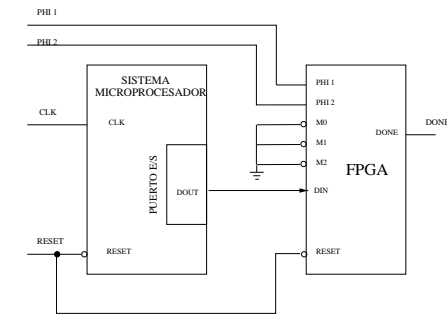 PHI 1
PHI 2
SISTEMA
MICROPROCESADOR
CLK
CLK
PUERTO E/S
DOUT
RESET
RESET
PHI 1
PHI 2
M0
M1
M2
DONE
DONE
FPGA
DIN
RESET